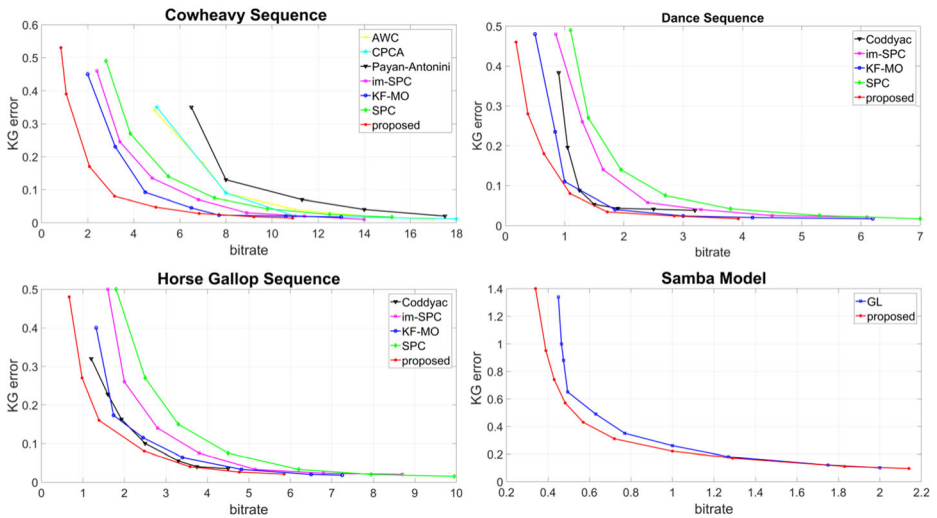 Cowheavy Sequence
0.6
0.5
0.4
0.3
0.2
0.1
0
KG error
0 2 4 6 8 10 12 14 16 18
bitrate
AWC
CPCA
Payan-Antonini
im-SPC
KF-MO
SPC
proposed
Dance Sequence
0.5
0.4
0.3
0.2
0.1
0
KG error
0 1 2 3 4 5 6 7
bitrate
Coddyac
im-SPC
KF-MO
SPC
proposed
Horse Gallop Sequence
0.5
0.4
0.3
0.2
0.1
0
KG error
0 1 2 3 4 5 6 7 8 9 10
bitrate
Coddyac
im-SPC
KF-MO
SPC
proposed
Samba Model
1.4
1.2
1
0.8
0.6
0.4
0.2
0
KG error
0.2 0.4 0.6 0.8 1 1.2 1.4 1.6 1.8 2 2.2
bitrate
GL
proposed